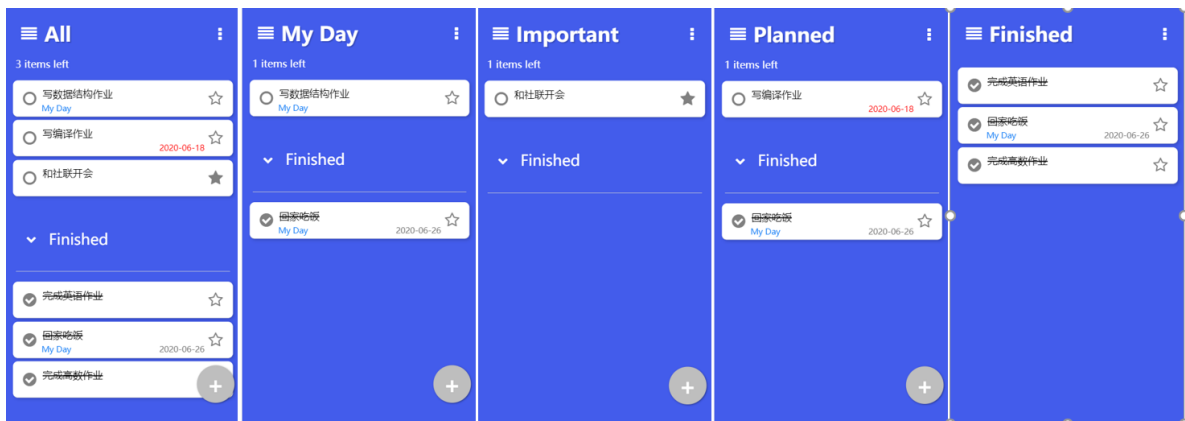 All
3 items left
写数据结构作业
My Day
写编译作业
2020-06-18
和社联开会
Finished
完成英语作业
回家吃饭
My Day
2020-06-26
完成高数作业
My Day
1 items left
写数据结构作业
My Day
Finished
回家吃饭
My Day
2020-06-26
Important
1 items left
和社联开会
Finished
Planned
1 items left
写编译作业
2020-06-18
Finished
回家吃饭
My Day
2020-06-26
Finished
完成英语作业
回家吃饭
My Day
2020-06-26
完成高数作业